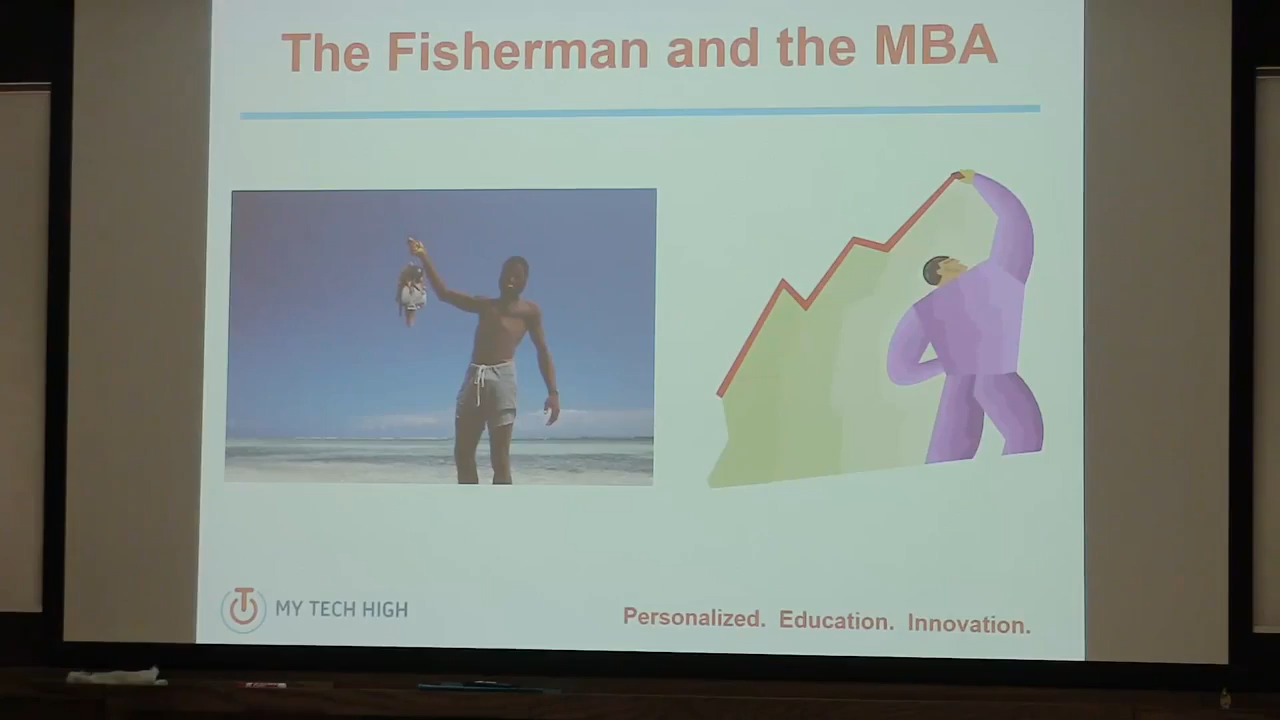 The Fisherman and the MBA
MY TECH HIGH
Personalized. Education. Innovation.